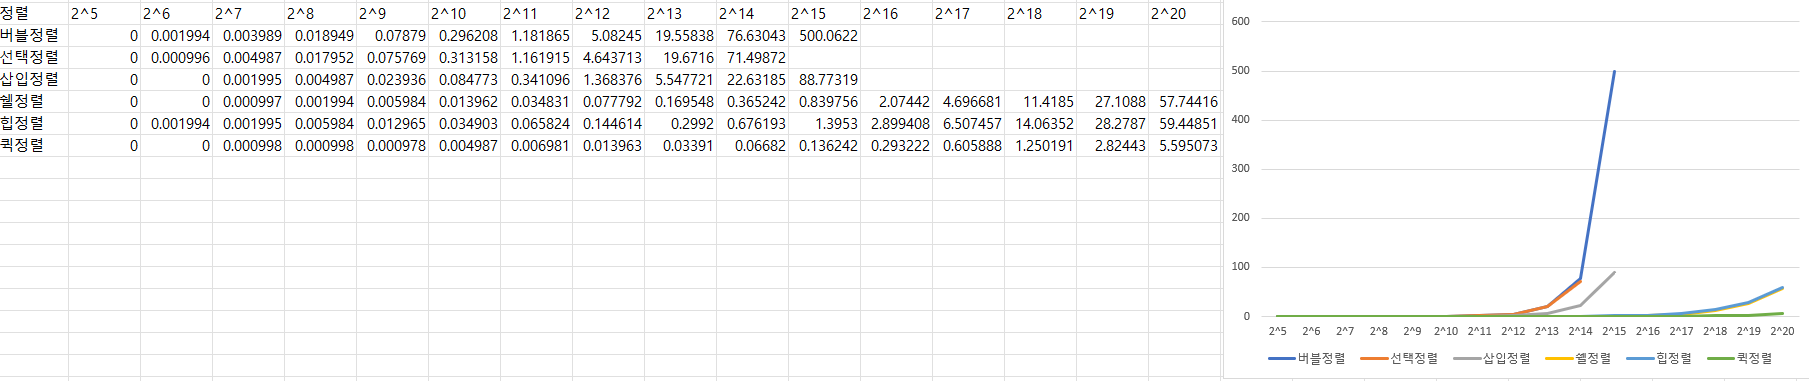 정렬 2^5 2^6 2^7 2^8 2^9 2^10 2^11 2^12 2^13 2^14 2^15 2^16 2^17 2^18 2^19 2^20
버블정렬 0 0.001994 0.003989 0.018949 0.07879 0.296208 1.181865 5.08245 19.55838 76.63043 500.0622
선택정렬 0 0.000996 0.004987 0.017952 0.075769 0.313158 1.161915 4.643713 19.6716 71.49872
삽입정렬 0 0 0.001995 0.004987 0.023936 0.084773 0.341096 1.368376 5.547721 22.63185 88.77319
쉘정렬 0 0 0.000997 0.001994 0.005984 0.013962 0.034831 0.077792 0.169548 0.365242 0.839756 2.07442 4.696681 11.4185 27.1088 57.74416
힙정렬 0 0.001994 0.001995 0.005984 0.012965 0.034903 0.065824 0.144614 0.2992 0.676193 1.3953 2.899408 6.507457 14.06352 28.2787 59.44851
퀵정렬 0 0 0.000998 0.000998 0.000978 0.004987 0.006981 0.013963 0.03391 0.06682 0.136242 0.293222 0.605888 1.250191 2.82443 5.595073
600
500
400
300
200
100
0
2^5 2^6 2^7 2^8 2^9 2^10 2^11 2^12 2^13 2^14 2^15 2^16 2^17 2^18 2^19 2^20
버블정렬 선택정렬 삽입정렬 쉘정렬 힙정렬 퀵정렬